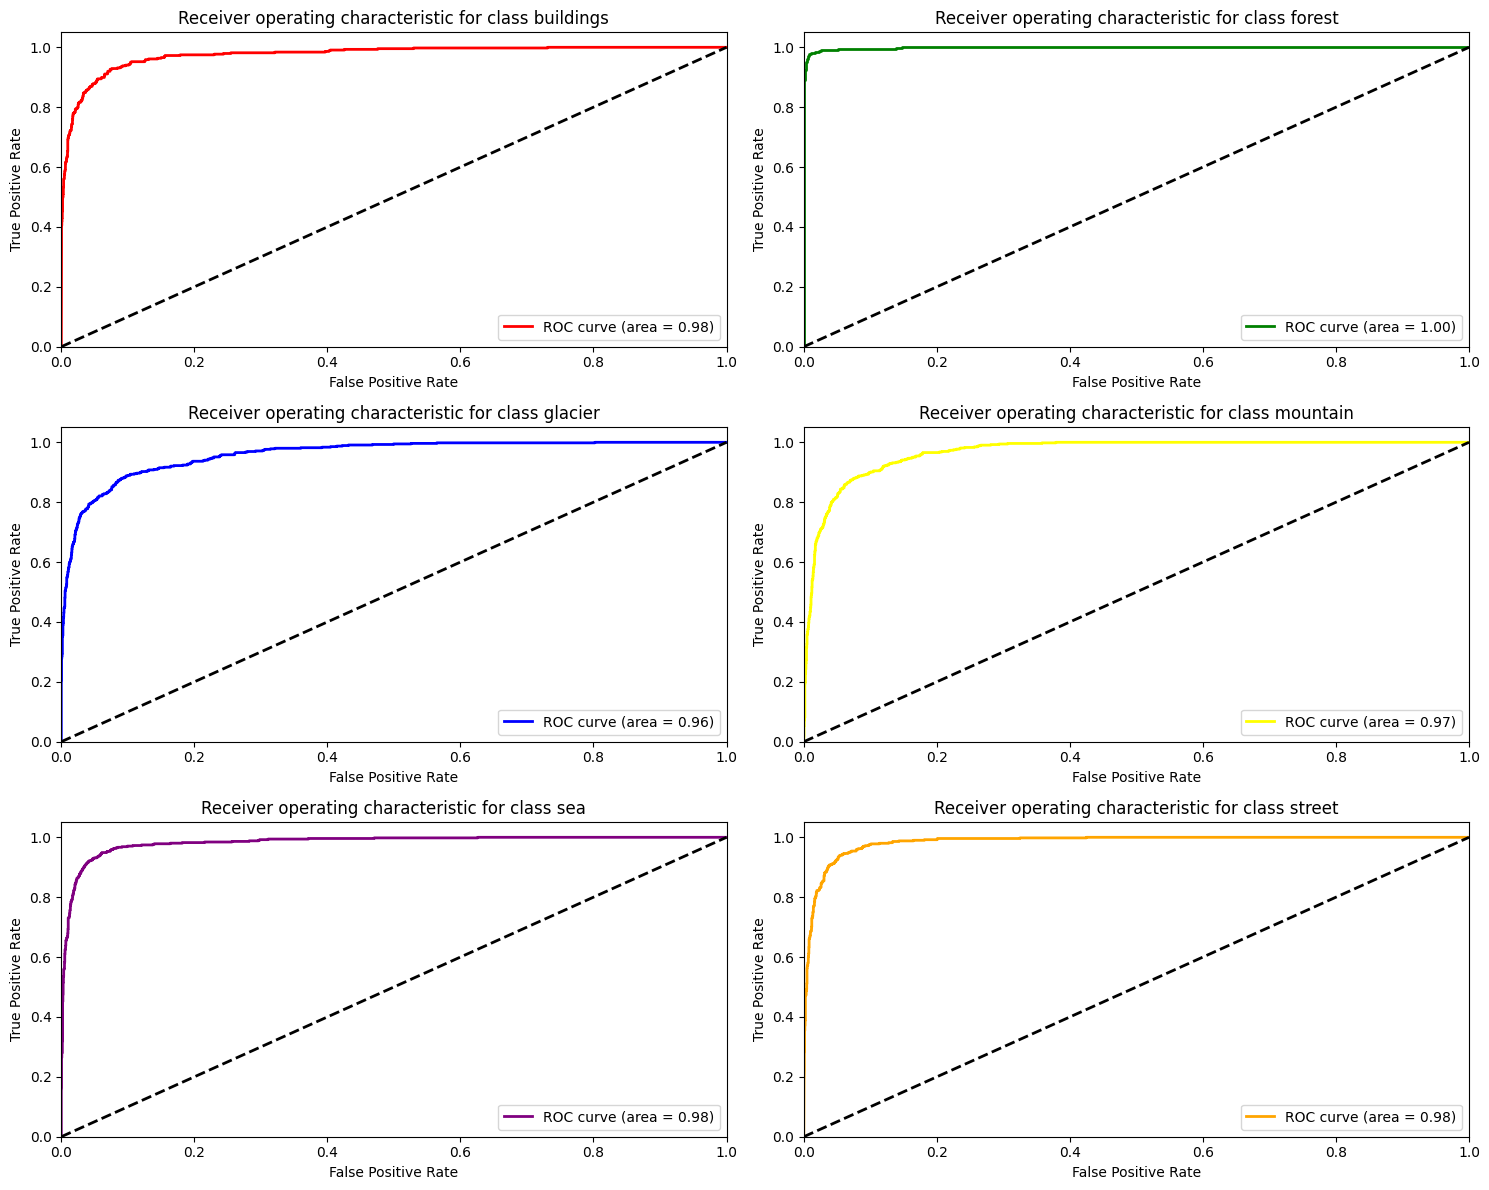 Receiver operating characteristic for class buildings
1.0
0.8
0.6
0.4
0.2
0.0
True Positive Rate
ROC curve (area = 0.98)
0.0 0.2 0.4 0.6 0.8 1.0
False Positive Rate
Receiver operating characteristic for class forest
1.0
0.8
0.6
0.4
0.2
0.0
True Positive Rate
ROC curve (area = 1.00)
0.0 0.2 0.4 0.6 0.8 1.0
False Positive Rate
Receiver operating characteristic for class glacier
1.0
0.8
0.6
0.4
0.2
0.0
True Positive Rate
ROC curve (area = 0.96)
0.0 0.2 0.4 0.6 0.8 1.0
False Positive Rate
Receiver operating characteristic for class mountain
1.0
0.8
0.6
0.4
0.2
0.0
True Positive Rate
ROC curve (area = 0.97)
0.0 0.2 0.4 0.6 0.8 1.0
False Positive Rate
Receiver operating characteristic for class sea
1.0
0.8
0.6
0.4
0.2
0.0
True Positive Rate
ROC curve (area = 0.98)
0.0 0.2 0.4 0.6 0.8 1.0
False Positive Rate
Receiver operating characteristic for class street
1.0
0.8
0.6
0.4
0.2
0.0
True Positive Rate
ROC curve (area = 0.98)
0.0 0.2 0.4 0.6 0.8 1.0
False Positive Rate